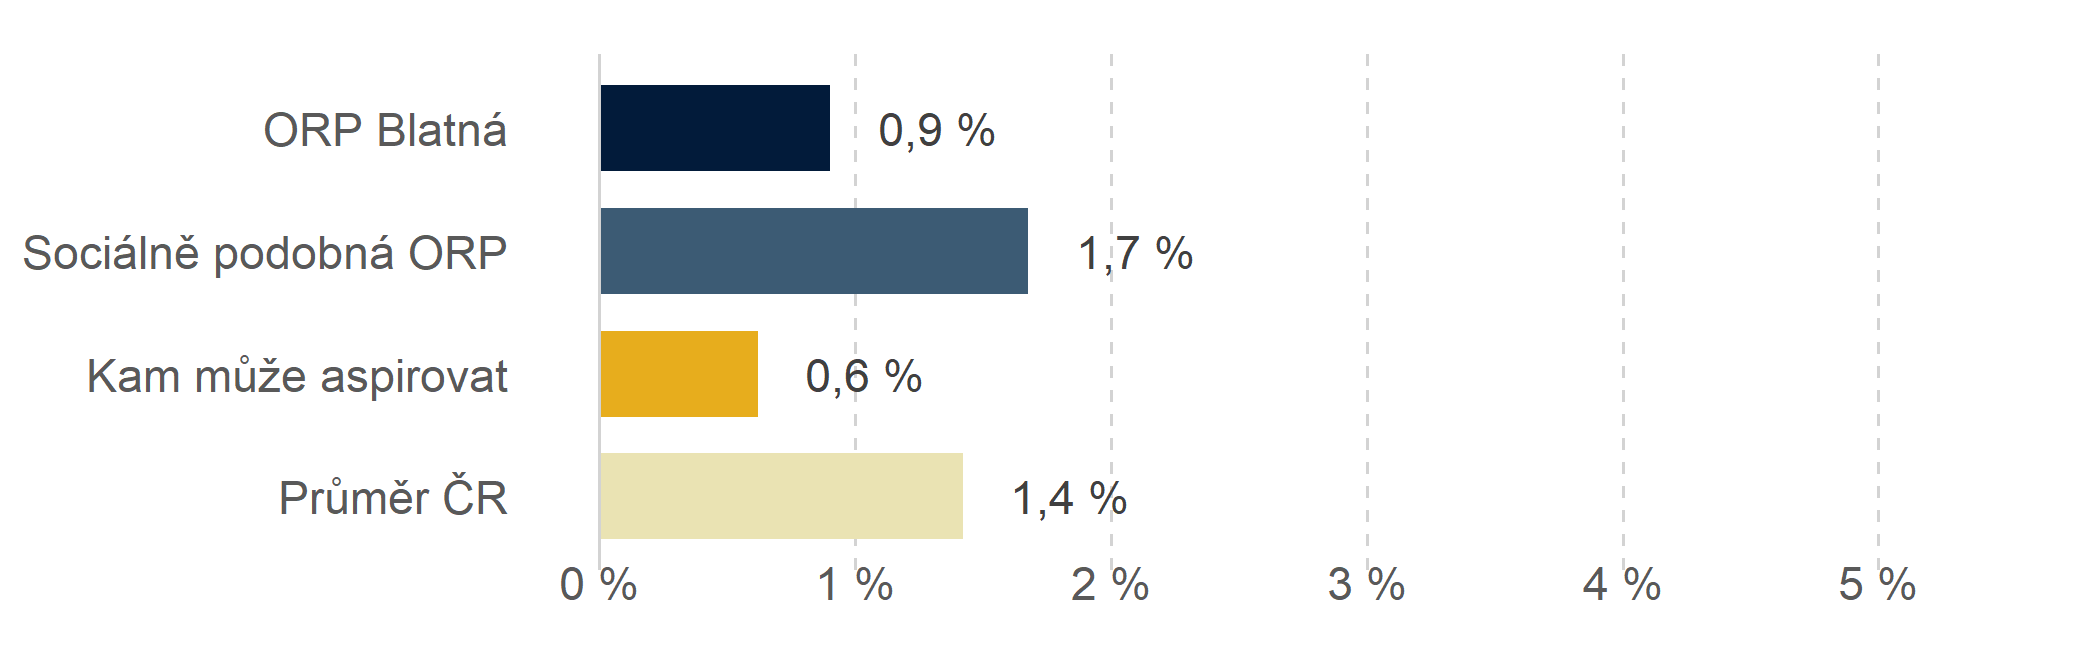 ORP Blatná 0,9 %
Sociálně podobná ORP 1,7 %
Kam může aspirovat 0,6 %
Průměr ČR 1,4 %
0 % 1 % 2 % 3 % 4 % 5 %